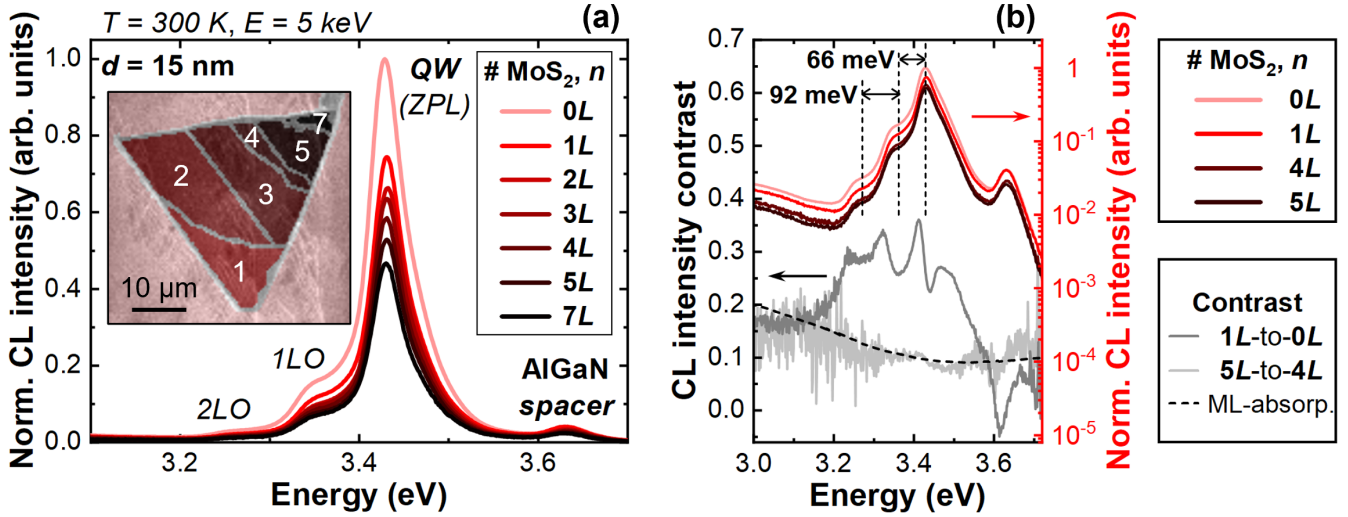 T = 300 K, E = 5 keV
(a)
d = 15 nm
QW
(ZPL)
# MoS₂, n
0L
1L
2L
3L
4L
5L
7L
7
4
5
2
3
1
10 µm
1LO
2LO
AlGaN
spacer
Norm. CL intensity (arb. units)
1.0
0.8
0.6
0.4
0.2
0.0
3.2
3.4
3.6
Energy (eV)
(b)
66 meV
92 meV
CL intensity contrast
0.7
0.6
0.5
0.4
0.3
0.2
0.1
0.0
3.0
3.2
3.4
3.6
Energy (eV)
1
10⁻¹
10⁻²
10⁻³
10⁻⁴
10⁻⁵
Norm. CL intensity (arb. units)
# MoS₂, n
0L
1L
4L
5L
Contrast
1L-to-0L
5L-to-4L
ML-absorp.